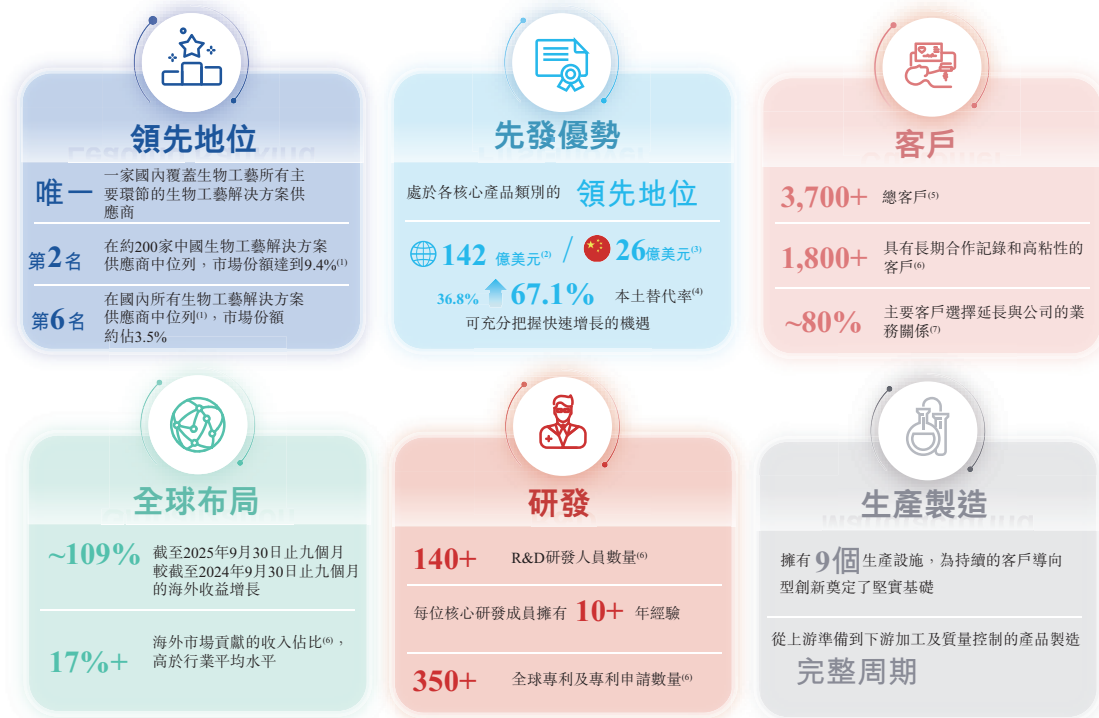 領先地位
唯一
一家國內覆蓋生物工藝所有主
要環節的生物工藝解決方案供
應商
第2名
在約200家中國生物工藝解決方案
供應商中位列，市場份額達到9.4%(1)
第6名
在國內所有生物工藝解決方案
供應商中位列(1)，市場份額
約佔3.5%
先發優勢
處於各核心產品類別的 領先地位
142 億美元(2) / 26億美元(3)
36.8% 67.1% 本土替代率(4)
可充分把握快速增長的機遇
客戶
3,700+ 總客戶(5)
1,800+
具有長期合作記錄和高粘性的
客戶(6)
~80%
主要客戶選擇延長與公司的業
務關係(7)
全球布局
~109%
截至2025年9月30日止九個月
較截至2024年9月30日止九個月
的海外收益增長
17%+
海外市場貢獻的收入佔比(6)，
高於行業平均水平
研發
140+ R&D研發人員數量(6)
每位核心研發成員擁有 10+ 年經驗
350+ 全球專利及專利申請數量(6)
生產製造
擁有 9個 生產設施，為持續的客戶導向
型創新奠定了堅實基礎
從上游準備到下游加工及質量控制的產品製造
完整周期